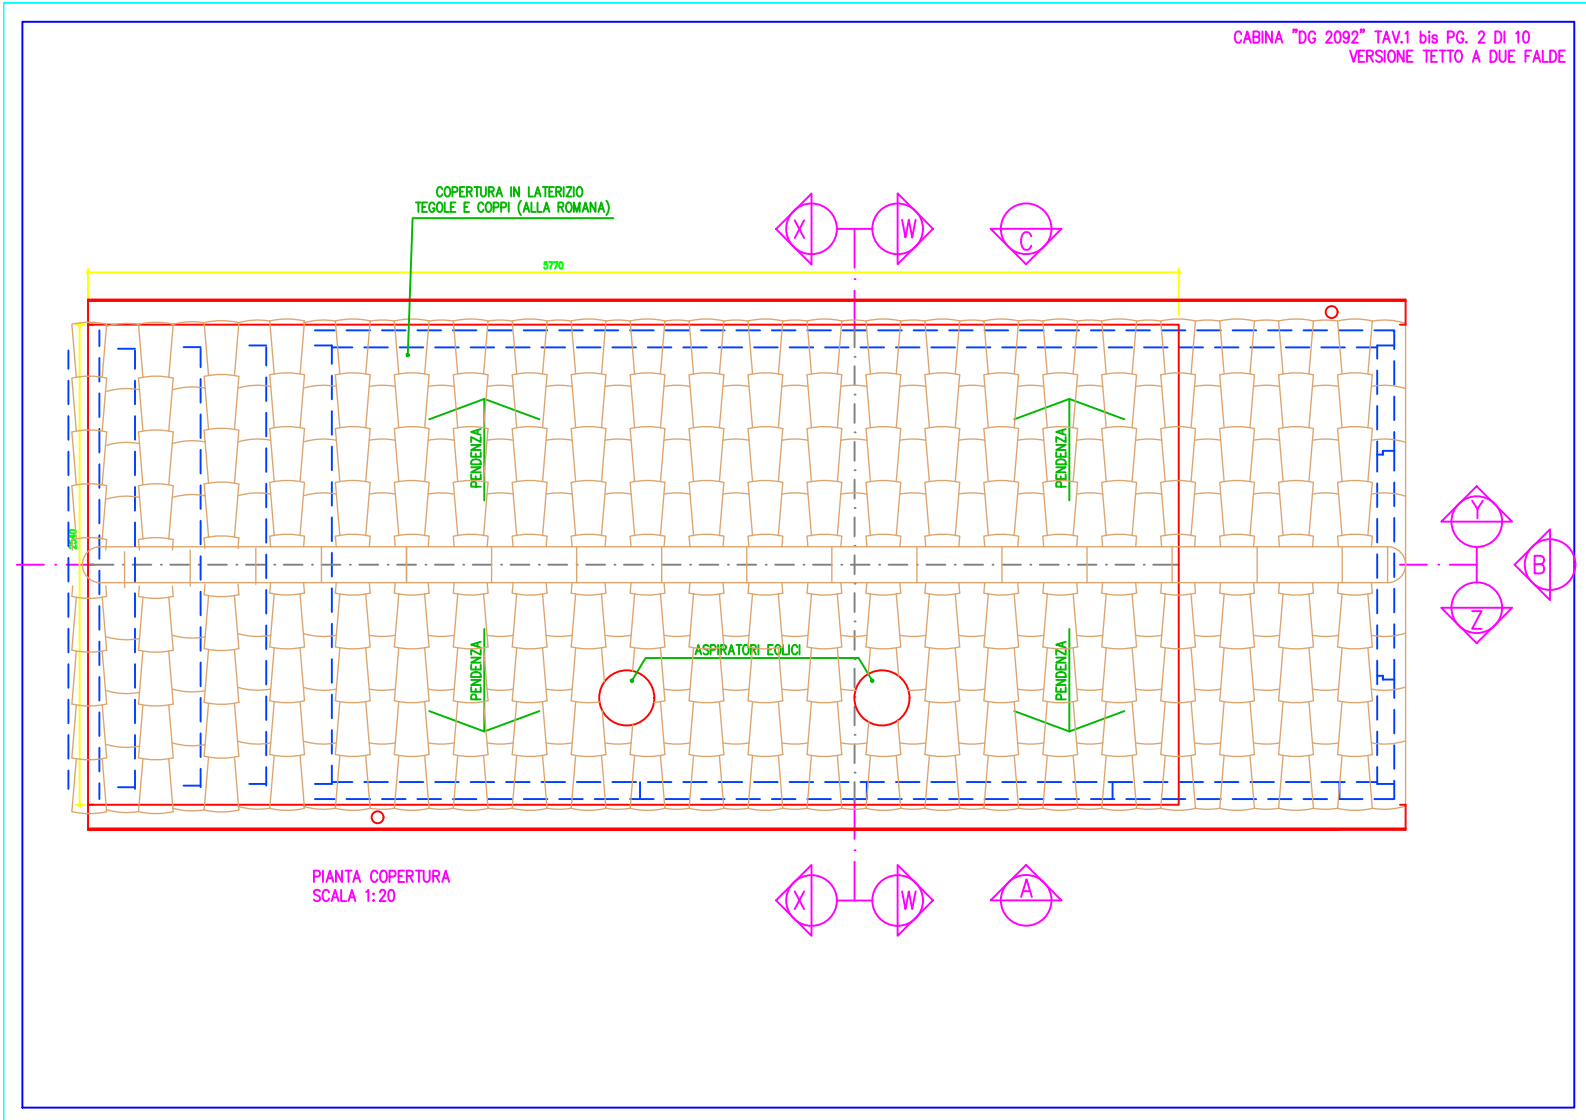 CABINA "DG 2092" TAV.1 bis PG. 2 DI 10
VERSIONE TETTO A DUE FALDE
COPERTURA IN LATERIZIO
TEGOLE E COPPI (ALLA ROMANA)
X
W
C
5770
PENDENZA
PENDENZA
2540
Y
B
Z
ASPIRATORI EOLICI
PENDENZA
PENDENZA
PIANTA COPERTURA
SCALA 1:20
X
W
A